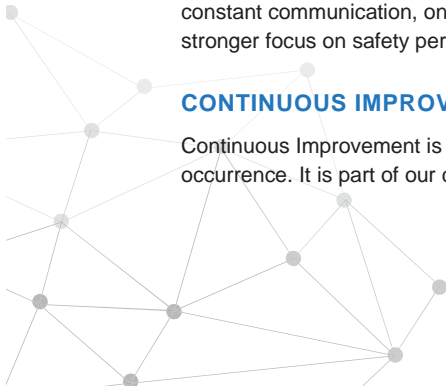 constant communication, on
stronger focus on safety per
CONTINUOUS IMPROV
Continuous Improvement is
occurrence. It is part of our